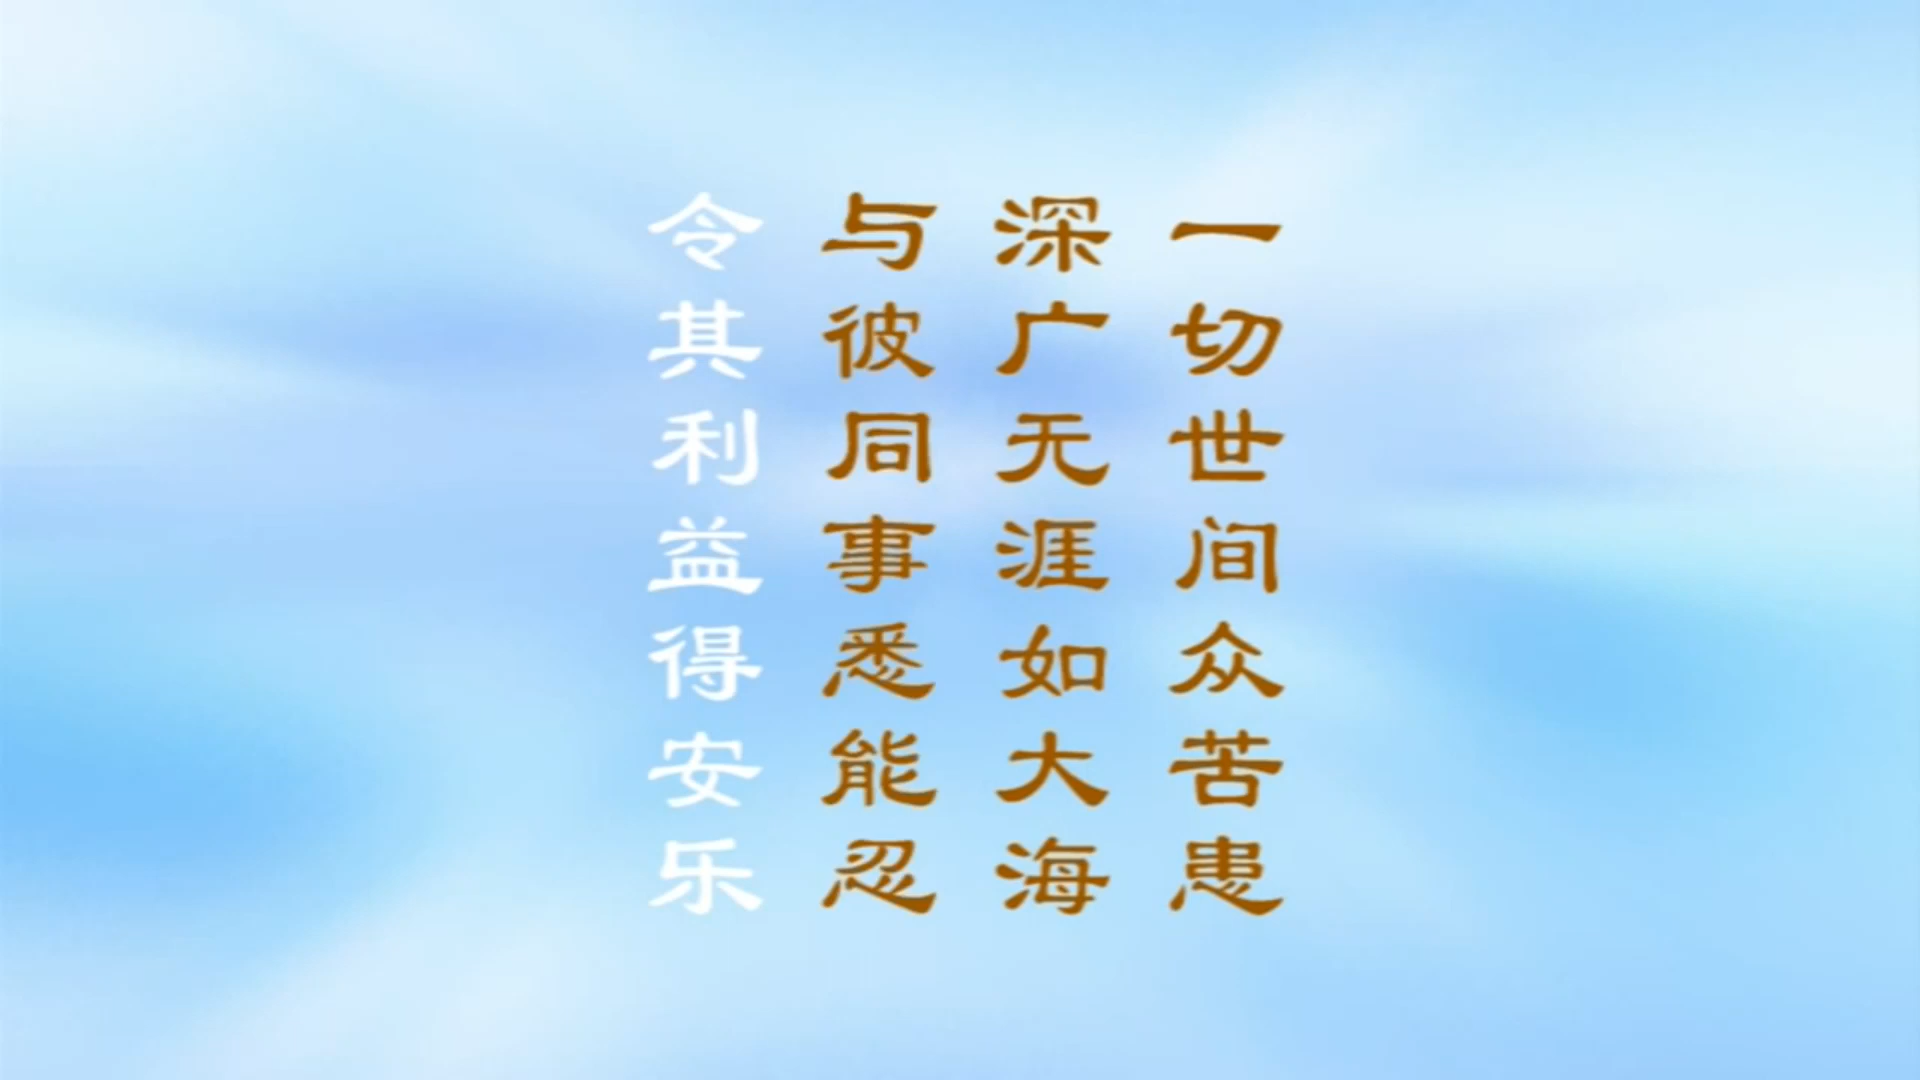 一切世间众苦患
深广无涯如大海
与彼同事悉能忍
令其利益得安乐